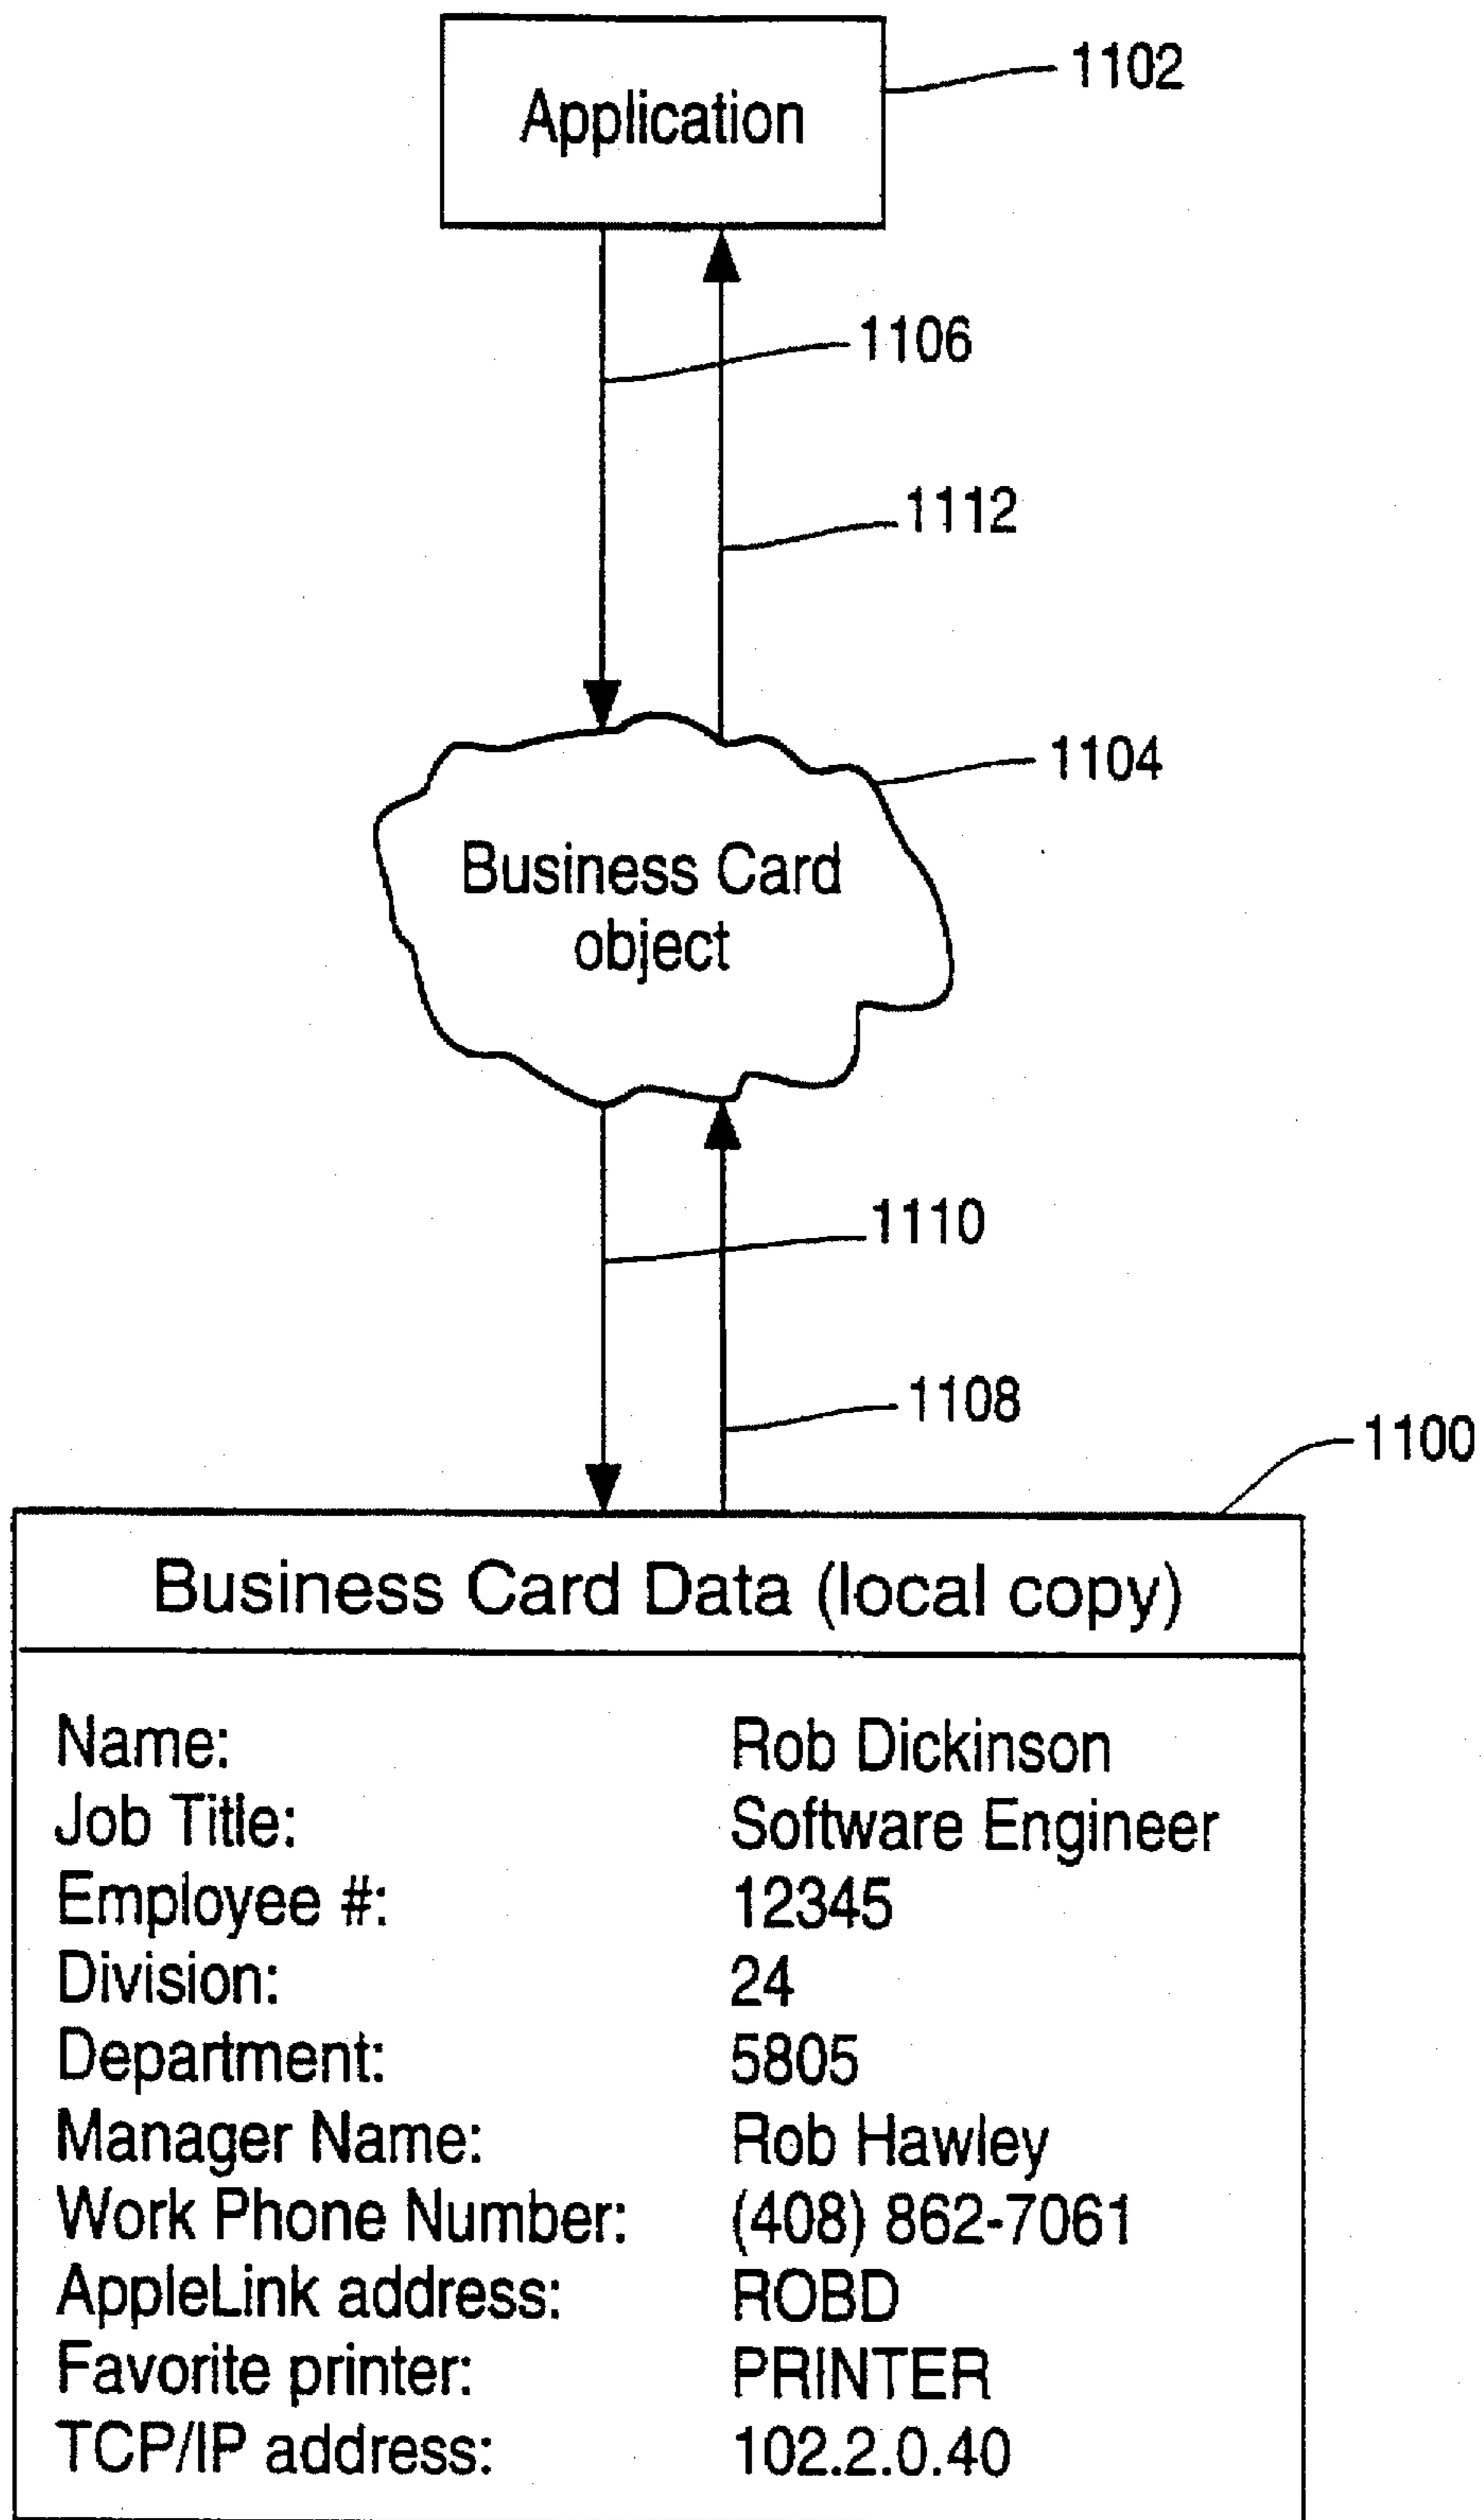 Application
1102
1106
1112
1104
Business Card
object
1110
1108
1100
Business Card Data (local copy)
Name: Rob Dickinson
Job Title: Software Engineer
Employee #: 12345
Division: 24
Department: 5805
Manager Name: Rob Hawley
Work Phone Number: (408) 862-7061
AppleLink address: ROBD
Favorite printer: PRINTER
TCP/IP address: 102.2.0.40